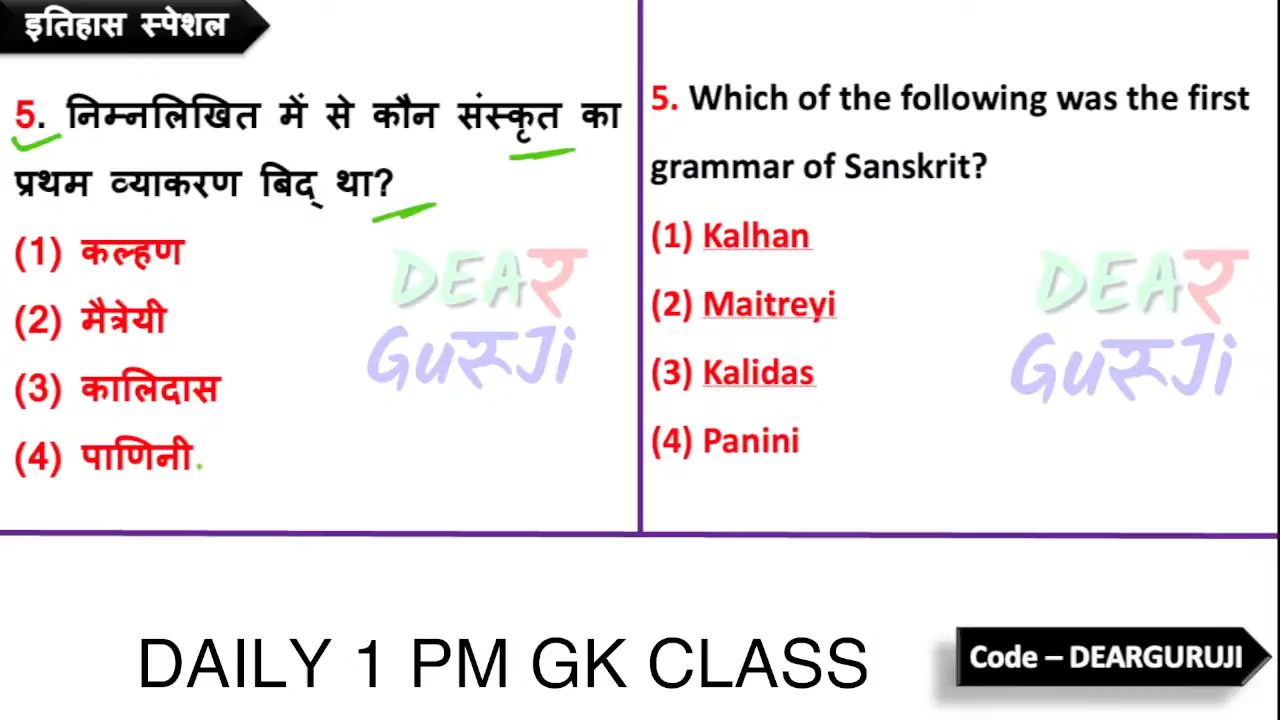 इतिहास स्पेशल
5. निम्नलिखित में से कौन संस्कृत का
प्रथम व्याकरण बिद् था?
(1) कल्हण
(2) मैत्रेयी
(3) कालिदास
(4) पाणिनी.
DEAर
GuरूJi
5. Which of the following was the first
grammar of Sanskrit?
(1) Kalhan
(2) Maitreyi
(3) Kalidas
(4) Panini
DEAर
GuरूJi
DAILY 1 PM GK CLASS
Code – DEARGURUJI